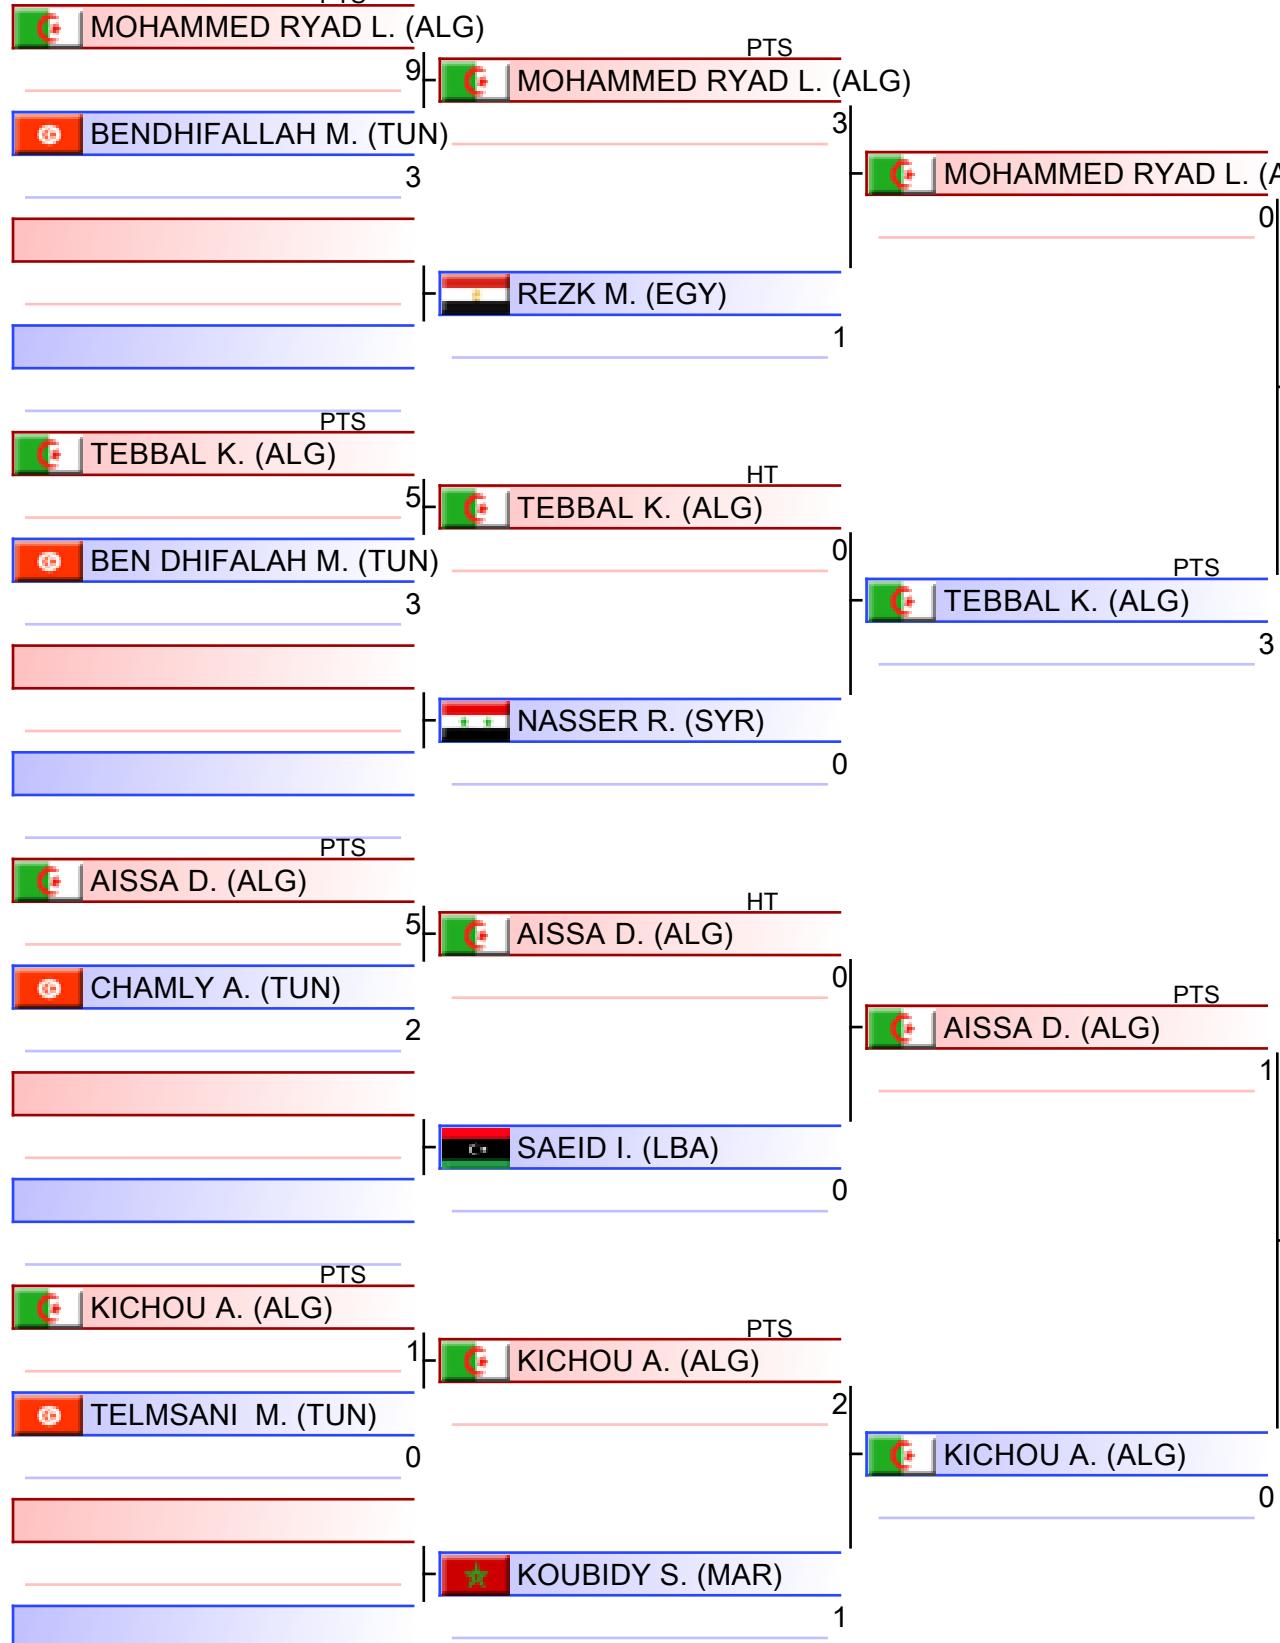 PTS
MOHAMMED RYAD L. (ALG)
9
BENDHIFALLAH M. (TUN)
3
PTS
TEBBAL K. (ALG)
5
BEN DHIFALAH M. (TUN)
3
PTS
AISSA D. (ALG)
5
CHAMLY A. (TUN)
2
PTS
KICHOU A. (ALG)
1
TELMSANI  M. (TUN)
0
PTS
MOHAMMED RYAD L. (ALG)
3
REZK M. (EGY)
1
HT
TEBBAL K. (ALG)
0
NASSER R. (SYR)
0
HT
AISSA D. (ALG)
0
SAEID I. (LBA)
0
PTS
KICHOU A. (ALG)
2
KOUBIDY S. (MAR)
1
MOHAMMED RYAD L. (A
0
PTS
TEBBAL K. (ALG)
3
PTS
AISSA D. (ALG)
1
KICHOU A. (ALG)
0